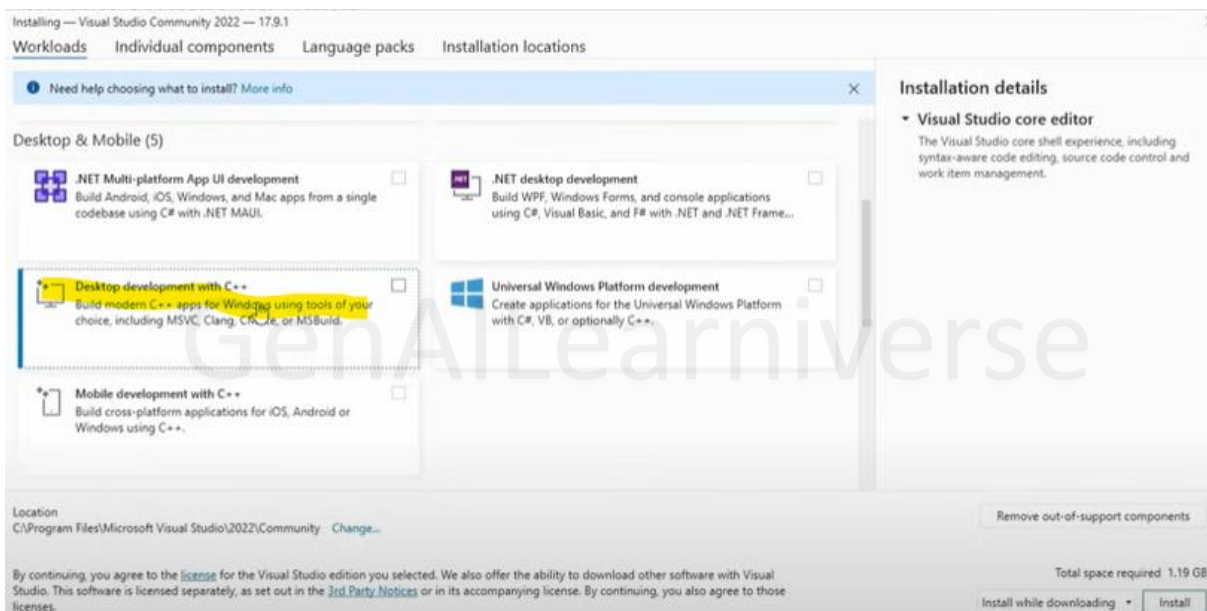 Installing — Visual Studio Community 2022 — 17.9.1
Workloads Individual components Language packs Installation locations
Need help choosing what to install? More info
Desktop & Mobile (5)
.NET Multi-platform App UI development
Build Android, iOS, Windows, and Mac apps from a single
codebase using C# with .NET MAUI.
.NET desktop development
Build WPF, Windows Forms, and console applications
using C#, Visual Basic, and F# with .NET and .NET Frame...
Desktop development with C++
Build modern C++ apps for Windows using tools of your
choice, including MSVC, Clang, or MSBuild.
Universal Windows Platform development
Create applications for the Universal Windows Platform
with C#, VB, or optionally C++.
Mobile development with C++
Build cross-platform applications for iOS, Android or
Windows using C++.
GenAILearniverse
Installation details
Visual Studio core editor
The Visual Studio core shell experience, including
syntax-aware code editing, source code control and
work item management.
Location
C:\Program Files\Microsoft Visual Studio\2022\Community Change...
Remove out-of-support components
By continuing, you agree to the license for the Visual Studio edition you selected. We also offer the ability to download other software with Visual
Studio. This software is licensed separately, as set out in the 3rd Party Notices or in its accompanying license. By continuing, you also agree to those
licenses.
Total space required 1.19 GB
Install while downloading Install